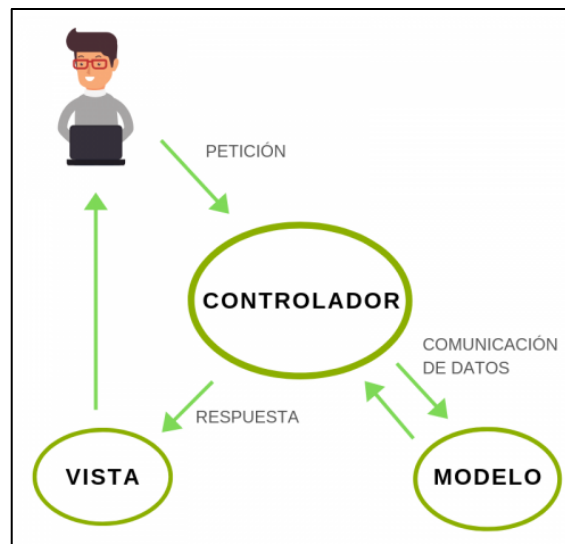 PETICIÓN
CONTROLADOR
COMUNICACIÓN
DE DATOS
RESPUESTA
VISTA
MODELO